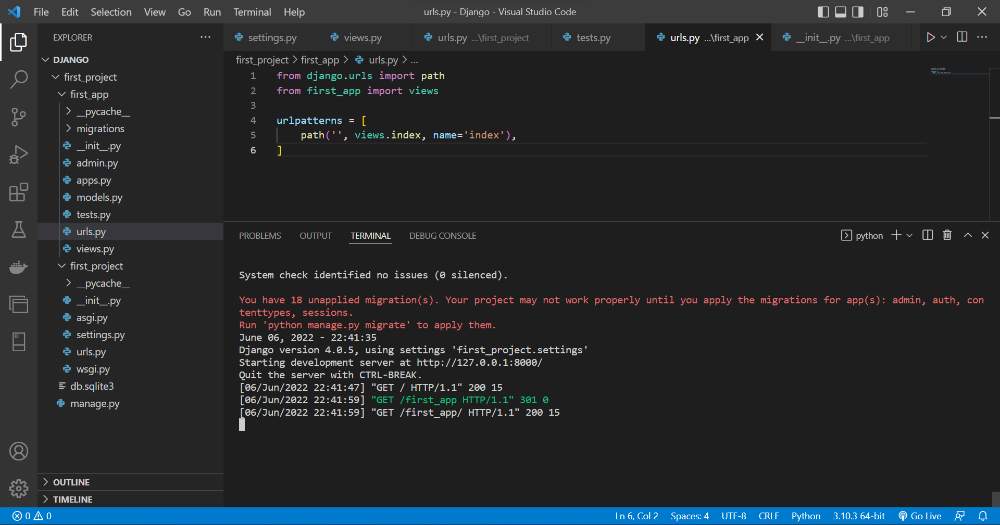 File Edit Selection View Go Run Terminal Help
urls.py - Django - Visual Studio Code
EXPLORER
DJANGO
first_project
first_app
__pycache__
migrations
__init__.py
admin.py
apps.py
models.py
tests.py
urls.py
views.py
first_project
__pycache__
__init__.py
asgi.py
settings.py
urls.py
wsgi.py
db.sqlite3
manage.py
OUTLINE
TIMELINE
settings.py views.py urls.py ...\first_project tests.py urls.py ...\first_app __init__.py ...\first_app
first_project > first_app > urls.py > ...
1 from django.urls import path
2 from first_app import views
3
4 urlpatterns = [
5 path('', views.index, name='index'),
6 ]
PROBLEMS OUTPUT TERMINAL DEBUG CONSOLE
python
System check identified no issues (0 silenced).
You have 18 unapplied migration(s). Your project may not work properly until you apply the migrations for app(s): admin, auth, con
tenttypes, sessions.
Run 'python manage.py migrate' to apply them.
June 06, 2022 - 22:41:35
Django version 4.0.5, using settings 'first_project.settings'
Starting development server at http://127.0.0.1:8000/
Quit the server with CTRL-BREAK.
[06/Jun/2022 22:41:47] "GET / HTTP/1.1" 200 15
[06/Jun/2022 22:41:59] "GET /first_app HTTP/1.1" 301 0
[06/Jun/2022 22:41:59] "GET /first_app/ HTTP/1.1" 200 15
0 0
Ln 6, Col 2 Spaces: 4 UTF-8 CRLF Python 3.10.3 64-bit Go Live